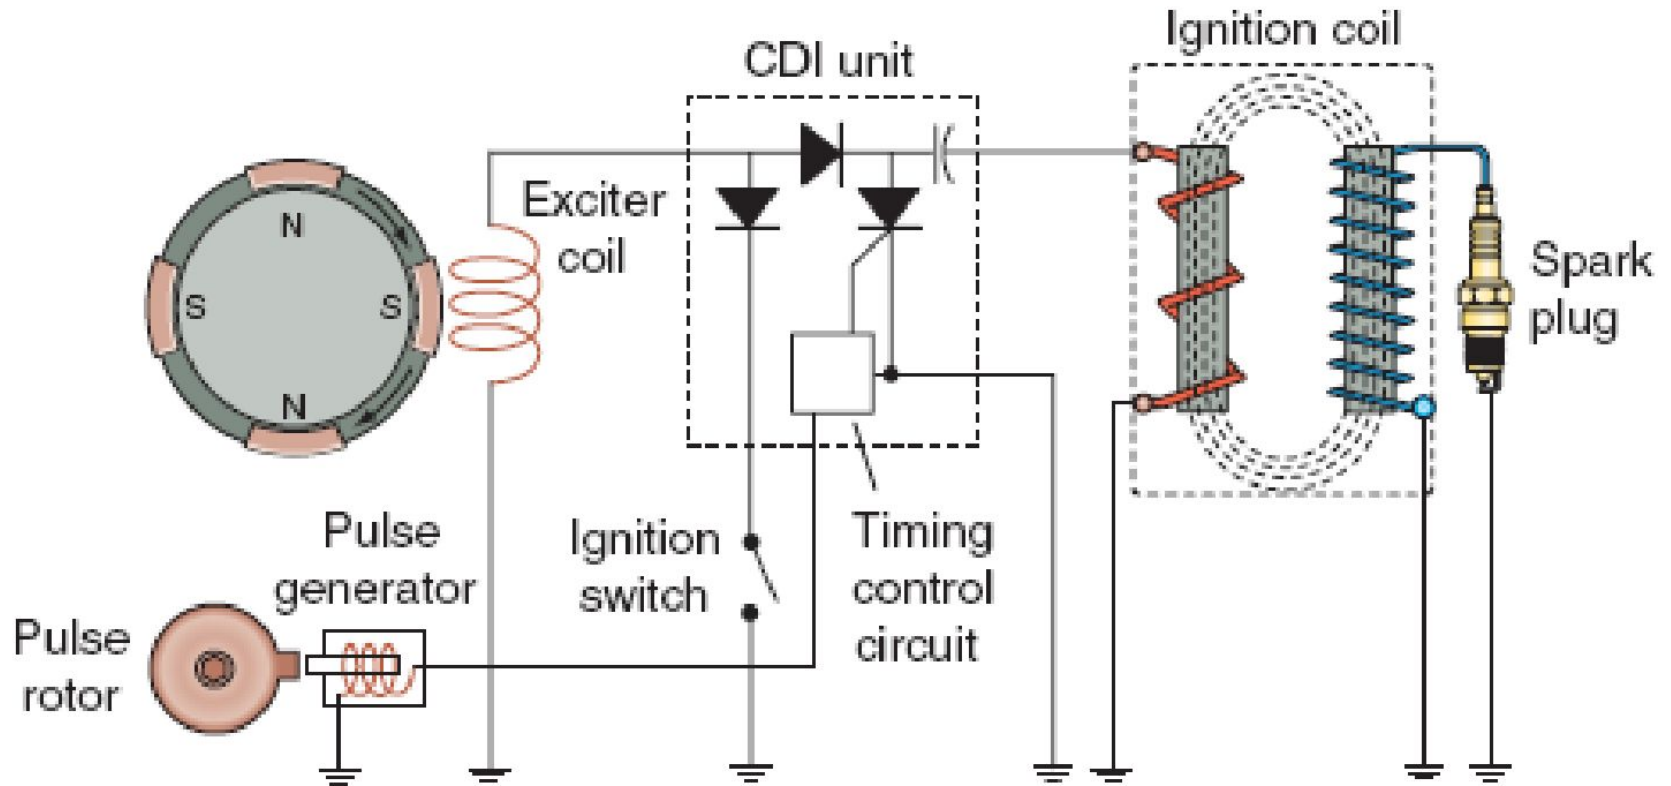 Ignition coil
CDI unit
Exciter
coil
N
S
S
N
Spark
plug
Pulse
generator
Ignition
switch
Timing
control
circuit
Pulse
rotor